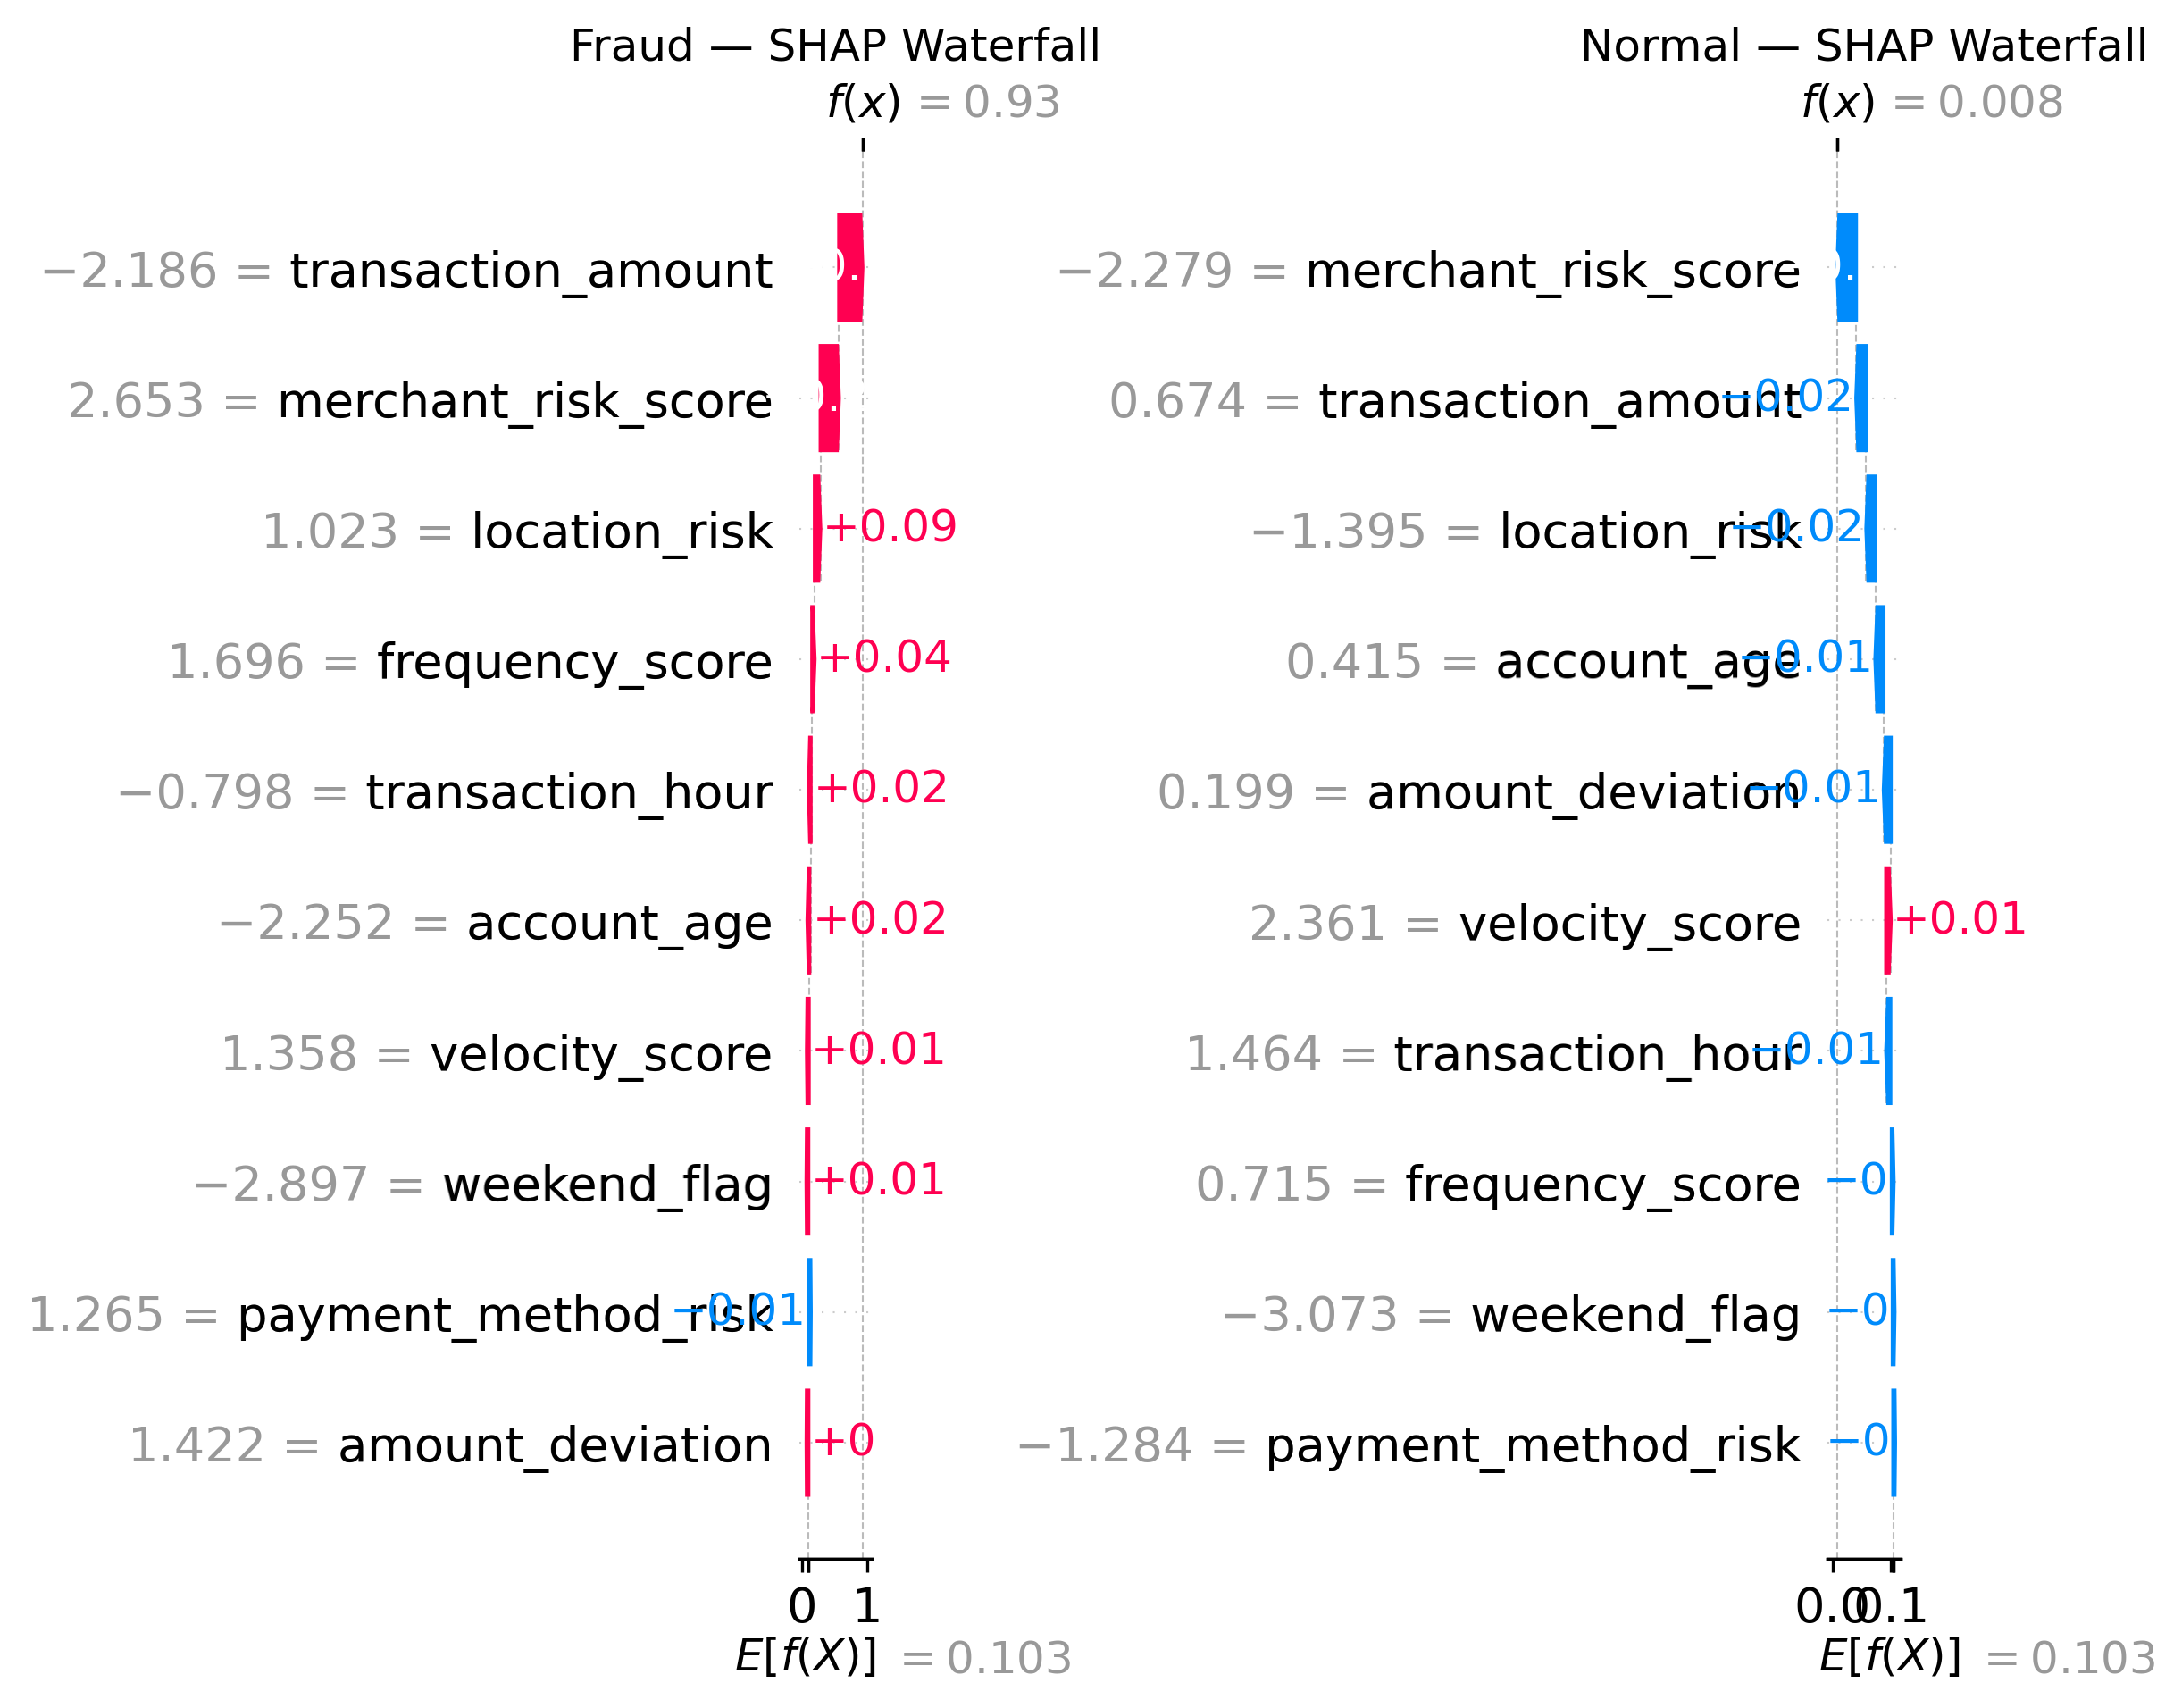 Fraud — SHAP Waterfall
f(x) = 0.93
−2.186 = transaction_amount
2.653 = merchant_risk_score
1.023 = location_risk +0.09
1.696 = frequency_score +0.04
−0.798 = transaction_hour +0.02
−2.252 = account_age +0.02
1.358 = velocity_score +0.01
−2.897 = weekend_flag +0.01
1.265 = payment_method_risk −0.01
1.422 = amount_deviation +0
0 1
E[f(X)] = 0.103
Normal — SHAP Waterfall
f(x) = 0.008
−2.279 = merchant_risk_score
0.674 = transaction_amount −0.02
−1.395 = location_risk −0.02
0.415 = account_age −0.01
0.199 = amount_deviation −0.01
2.361 = velocity_score +0.01
1.464 = transaction_hour −0.01
0.715 = frequency_score −0
−3.073 = weekend_flag −0
−1.284 = payment_method_risk −0
0.0 0.1
E[f(X)] = 0.103